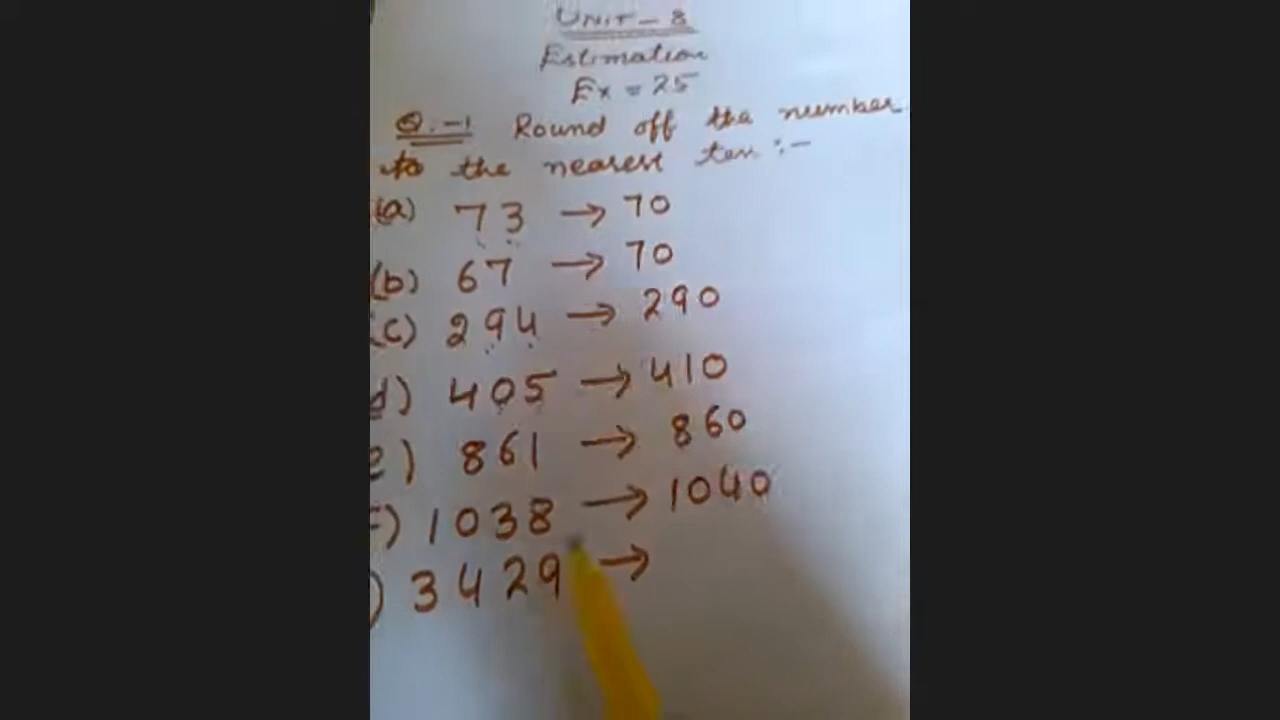 UNIT - 8
Estimation
Ex = 25
Q.-1 Round off the number
to the nearest ten :-
(a) 73 → 70
(b) 67 → 70
(c) 294 → 290
d) 405 → 410
e) 861 → 860
f) 1038 → 1040
) 3429 →